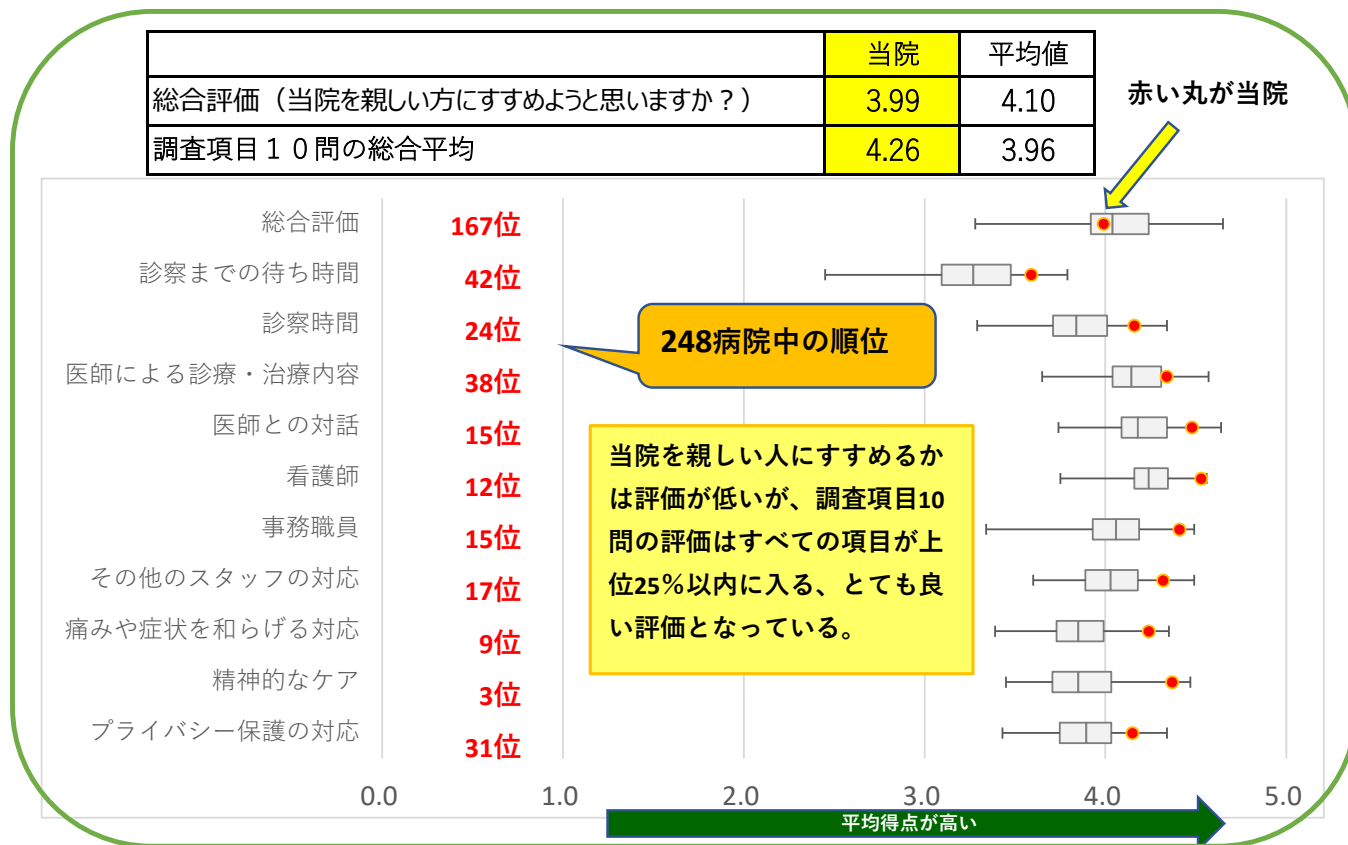 当院 平均値
総合評価（当院を親しい方にすすめようと思いますか？） 3.99 4.10
調査項目１０問の総合平均 4.26 3.96
赤い丸が当院
総合評価 167位
診察までの待ち時間 42位
診察時間 24位
医師による診療・治療内容 38位
医師との対話 15位
看護師 12位
事務職員 15位
その他のスタッフの対応 17位
痛みや症状を和らげる対応 9位
精神的なケア 3位
プライバシー保護の対応 31位
248病院中の順位
当院を親しい人にすすめるか
は評価が低いが、調査項目10
問の評価はすべての項目が上
位25％以内に入る、とても良
い評価となっている。
0.0 1.0 2.0 3.0 4.0 5.0
平均得点が高い